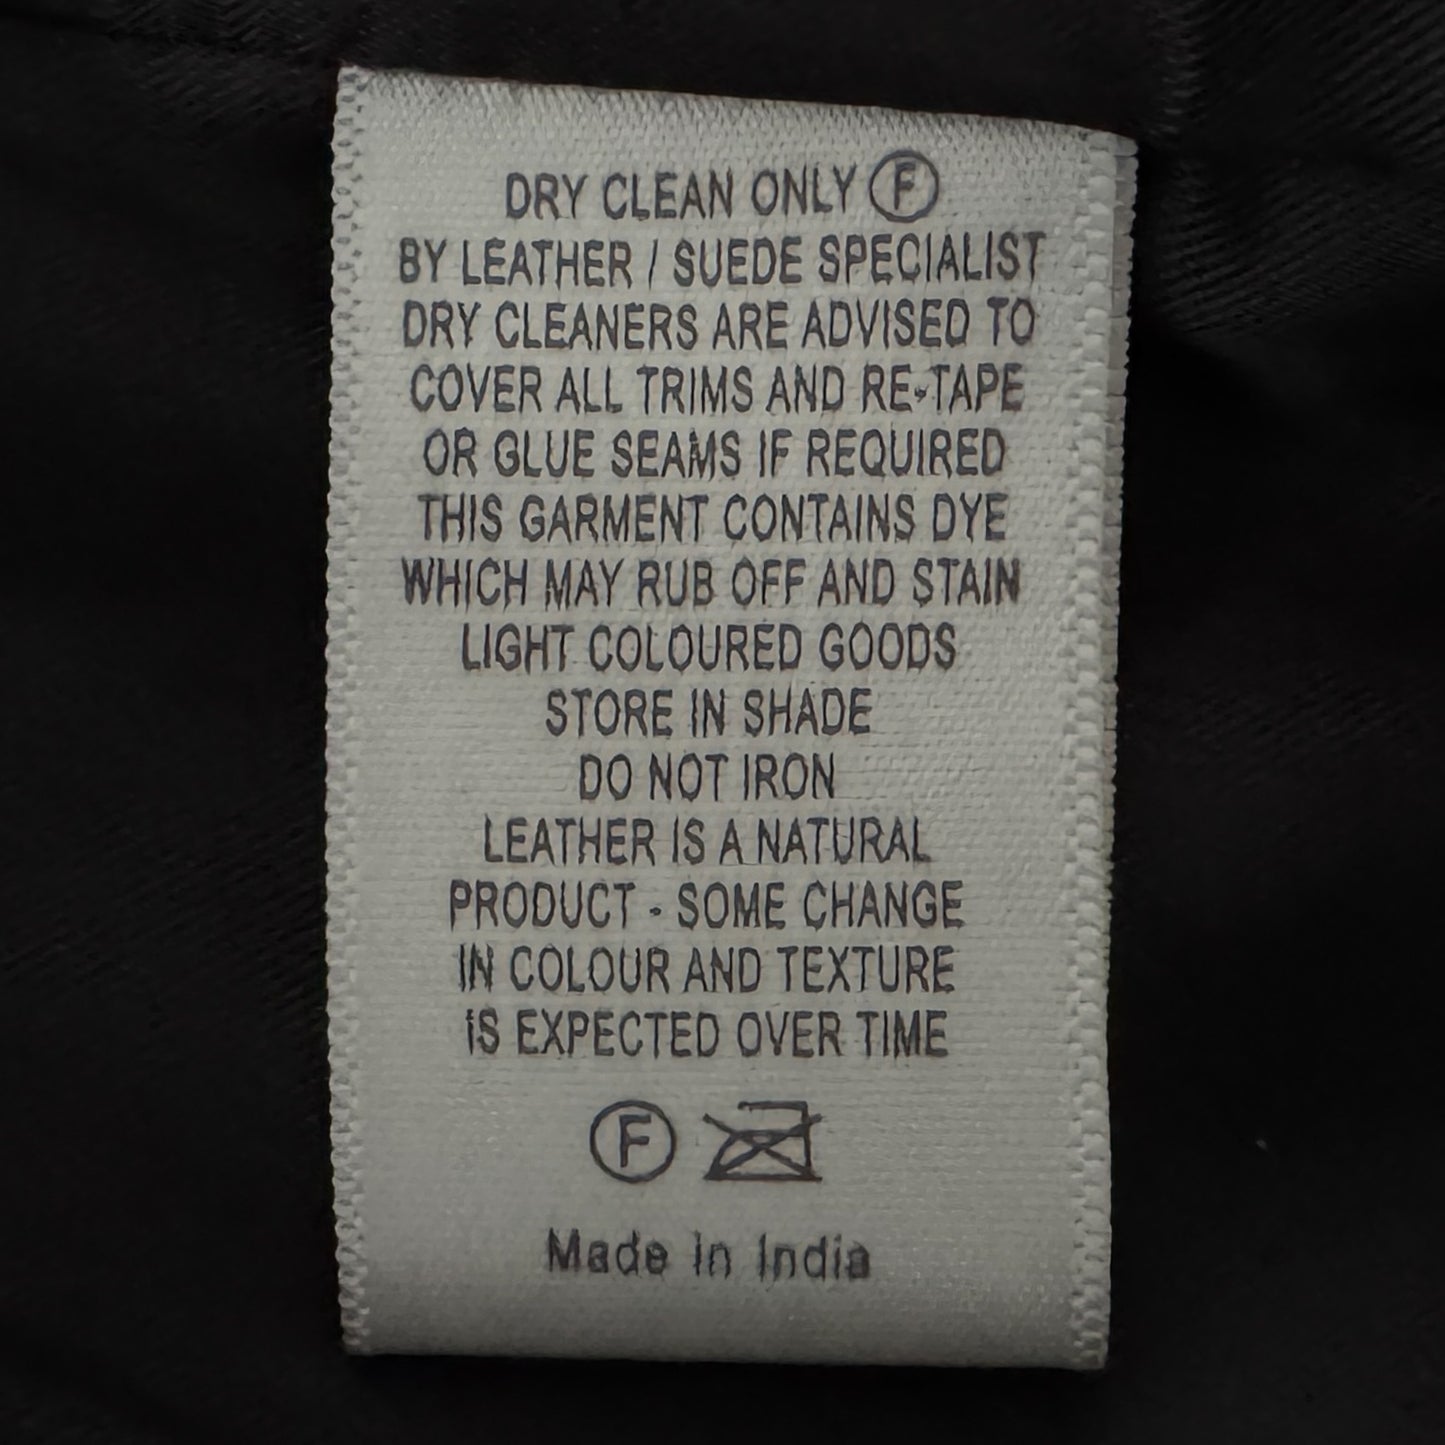 DRY CLEAN ONLY Ⓕ
BY LEATHER / SUEDE SPECIALIST
DRY CLEANERS ARE ADVISED TO
COVER ALL TRIMS AND RE-TAPE
OR GLUE SEAMS IF REQUIRED
THIS GARMENT CONTAINS DYE
WHICH MAY RUB OFF AND STAIN
LIGHT COLOURED GOODS
STORE IN SHADE
DO NOT IRON
LEATHER IS A NATURAL
PRODUCT - SOME CHANGE
IN COLOUR AND TEXTURE
IS EXPECTED OVER TIME
Ⓕ
Made in India